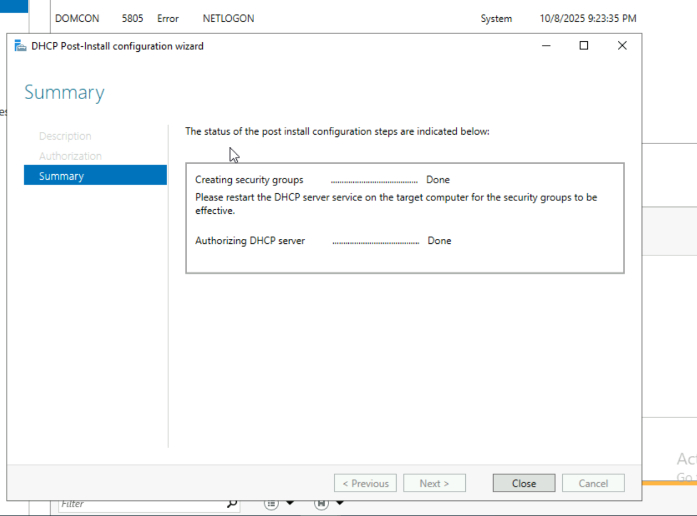 DOMCON 5805 Error NETLOGON System 10/8/2025 9:23:35 PM
DHCP Post-Install configuration wizard
Summary
Description
Authorization
Summary
The status of the post install configuration steps are indicated below:
Creating security groups ........................................ Done
Please restart the DHCP server service on the target computer for the security groups to be
effective.
Authorizing DHCP server ........................................ Done
< Previous
Next >
Close
Cancel
Filter